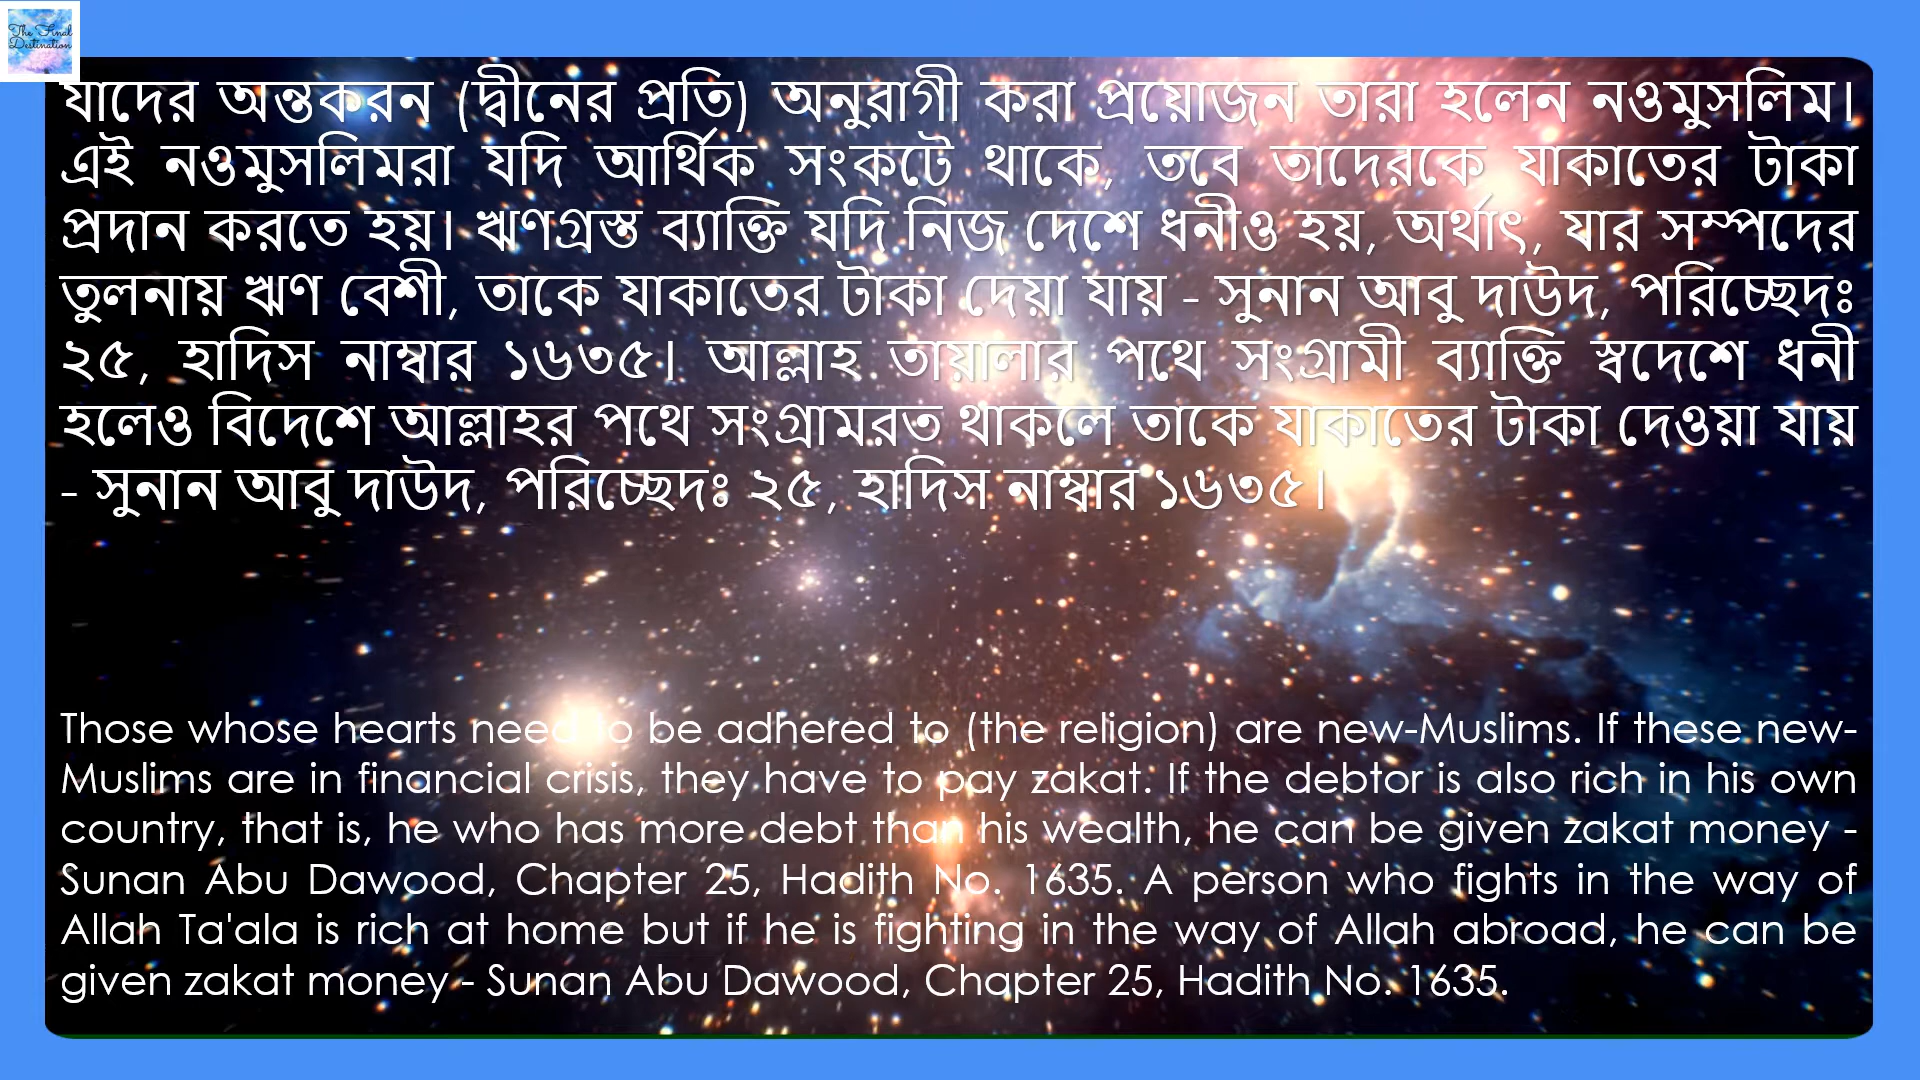 The Final
Destination
যাদের অন্তকরন (দ্বীনের প্রতি) অনুরাগী করা প্রয়োজন তারা হলেন নওমুসলিম।
এই নওমুসলিমরা যদি আর্থিক সংকটে থাকে, তবে তাদেরকে যাকাতের টাকা
প্রদান করতে হয়। ঋণগ্রস্ত ব্যাক্তি যদি নিজ দেশে ধনীও হয়, অর্থাৎ, যার সম্পদের
তুলনায় ঋণ বেশী, তাকে যাকাতের টাকা দেয়া যায় - সুনান আবু দাউদ, পরিচ্ছেদঃ
২৫, হাদিস নাম্বার ১৬৩৫। আল্লাহ তায়ালার পথে সংগ্রামী ব্যাক্তি স্বদেশে ধনী
হলেও বিদেশে আল্লাহর পথে সংগ্রামরত থাকলে তাকে যাকাতের টাকা দেওয়া যায়
- সুনান আবু দাউদ, পরিচ্ছেদঃ ২৫, হাদিস নাম্বার ১৬৩৫।
Those whose hearts need to be adhered to (the religion) are new-Muslims. If these new-
Muslims are in financial crisis, they have to pay zakat. If the debtor is also rich in his own
country, that is, he who has more debt than his wealth, he can be given zakat money -
Sunan Abu Dawood, Chapter 25, Hadith No. 1635. A person who fights in the way of
Allah Ta'ala is rich at home but if he is fighting in the way of Allah abroad, he can be
given zakat money - Sunan Abu Dawood, Chapter 25, Hadith No. 1635.